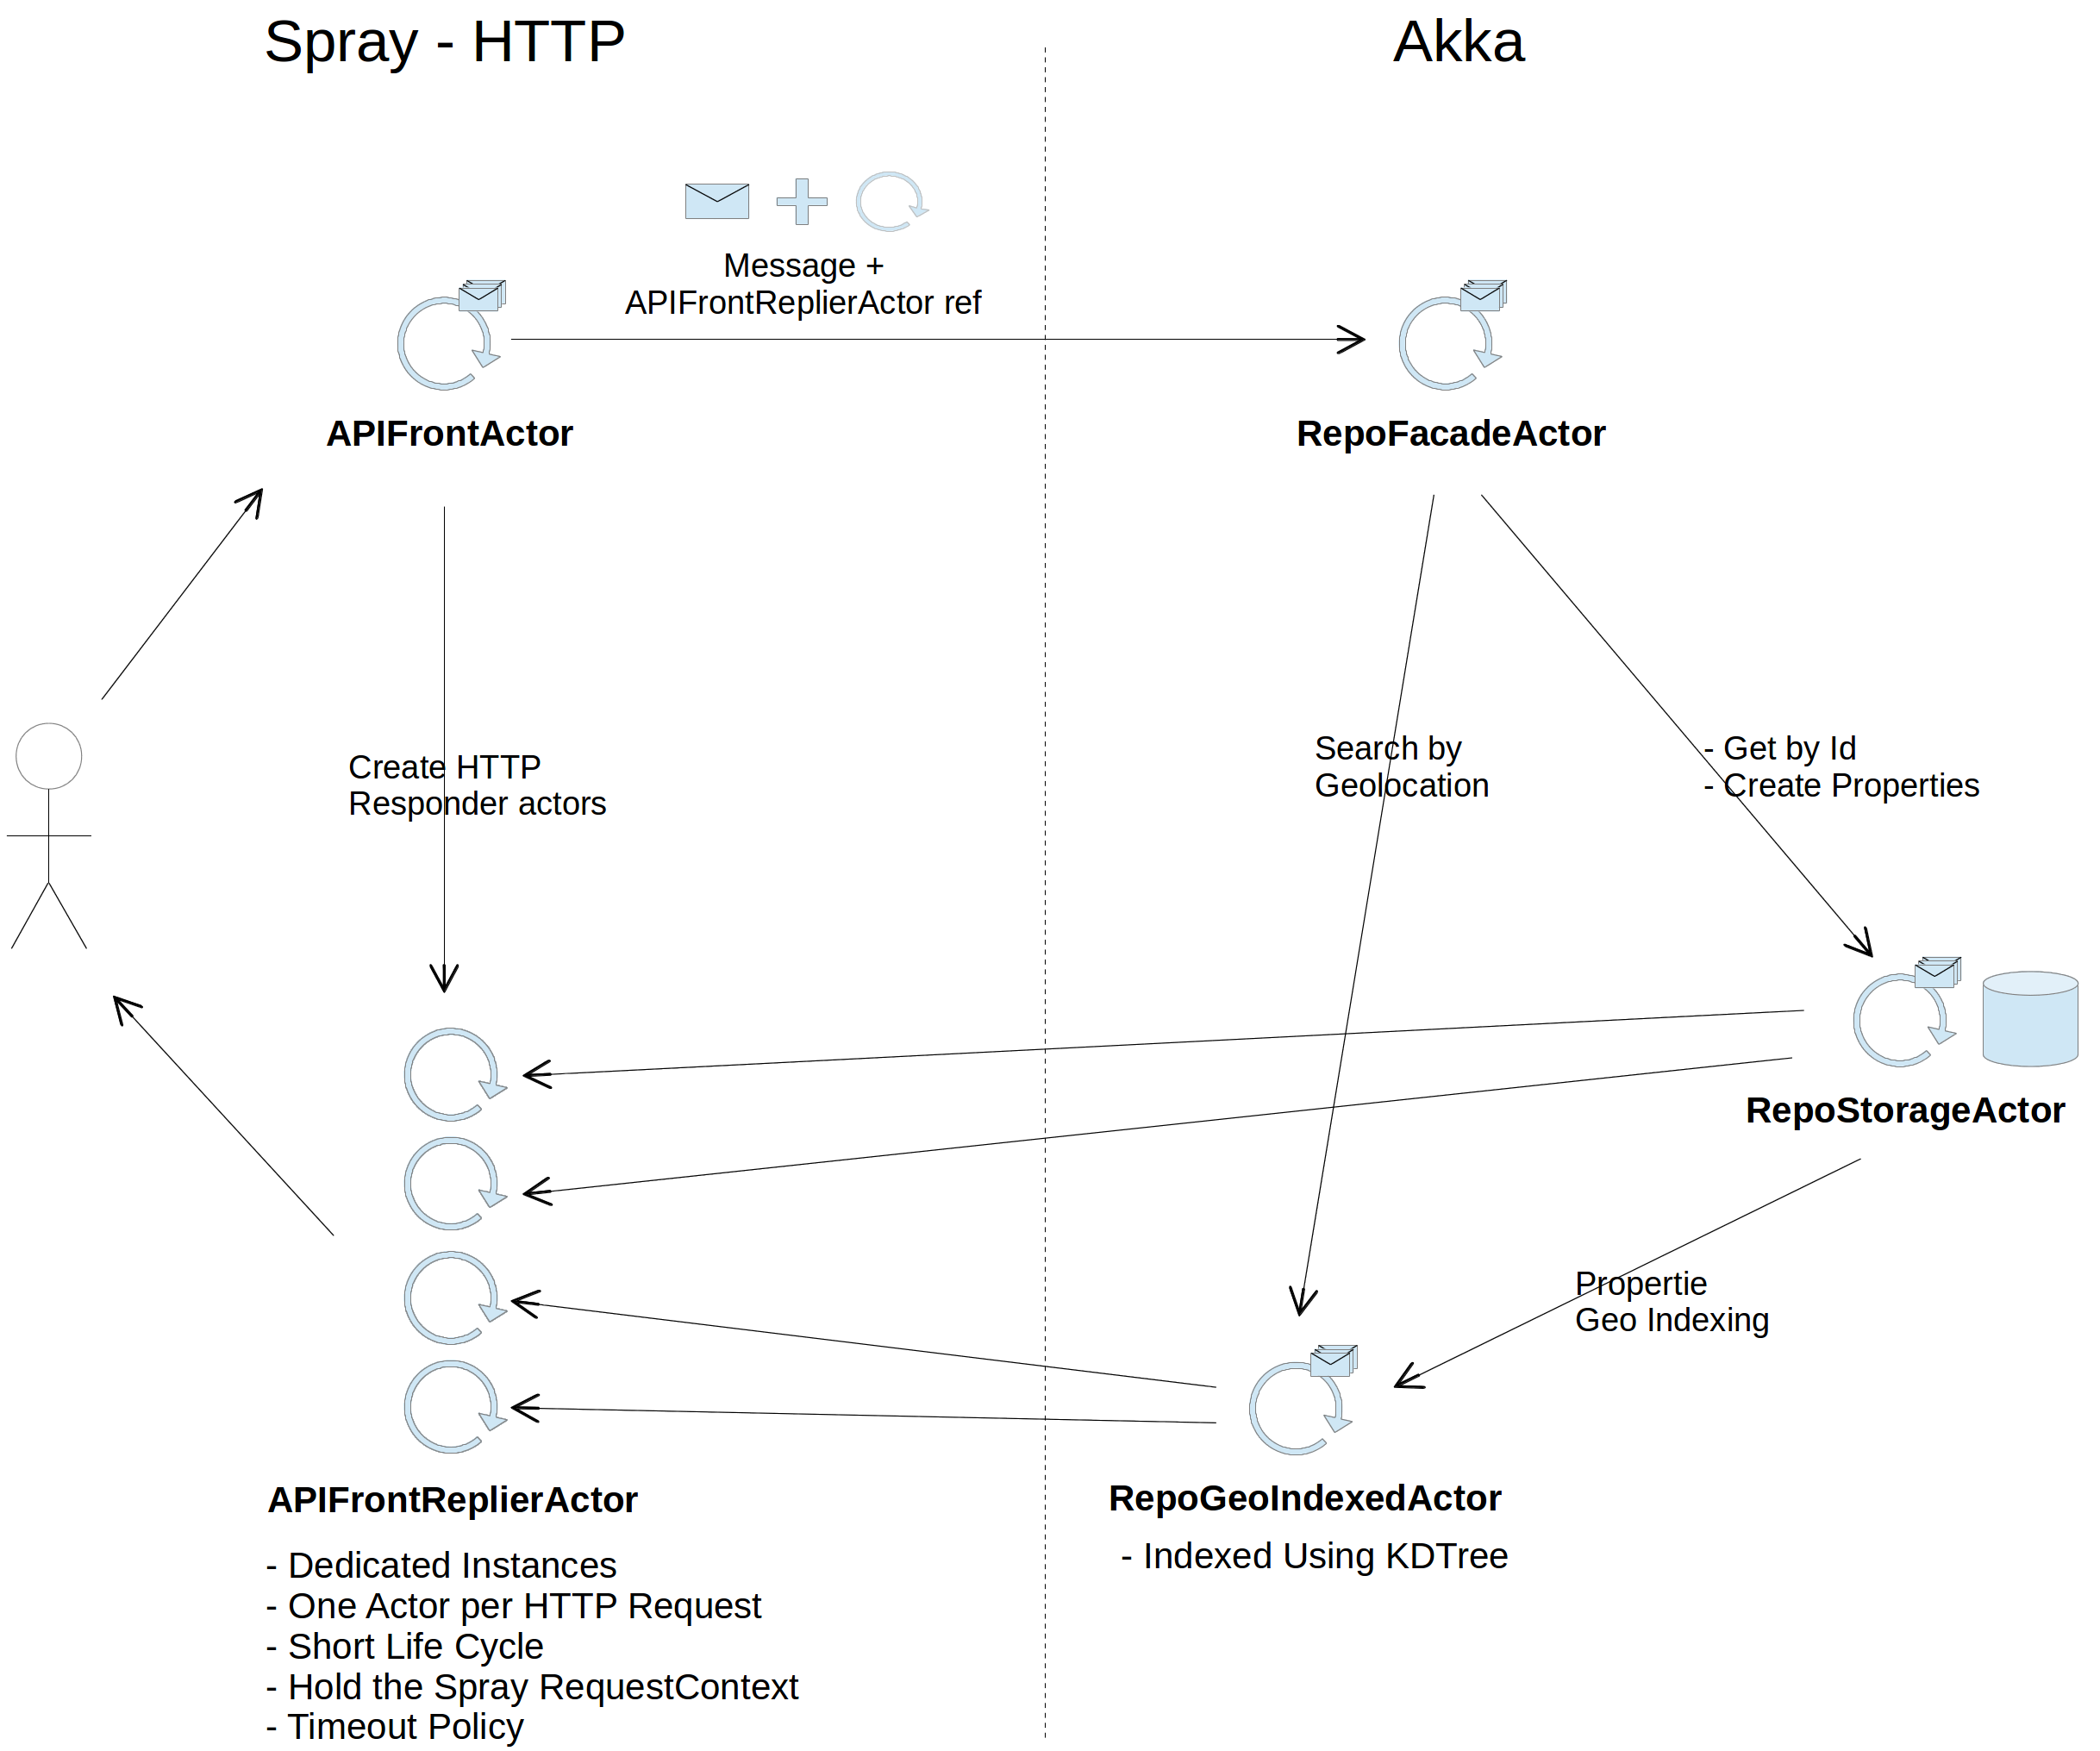 Spray - HTTP
Akka
Message +
APIFrontReplierActor ref
APIFrontActor
RepoFacadeActor
Create HTTP
Responder actors
Search by
Geolocation
- Get by Id
- Create Properties
RepoStorageActor
Propertie
Geo Indexing
APIFrontReplierActor
- Dedicated Instances
- One Actor per HTTP Request
- Short Life Cycle
- Hold the Spray RequestContext
- Timeout Policy
RepoGeoIndexedActor
- Indexed Using KDTree